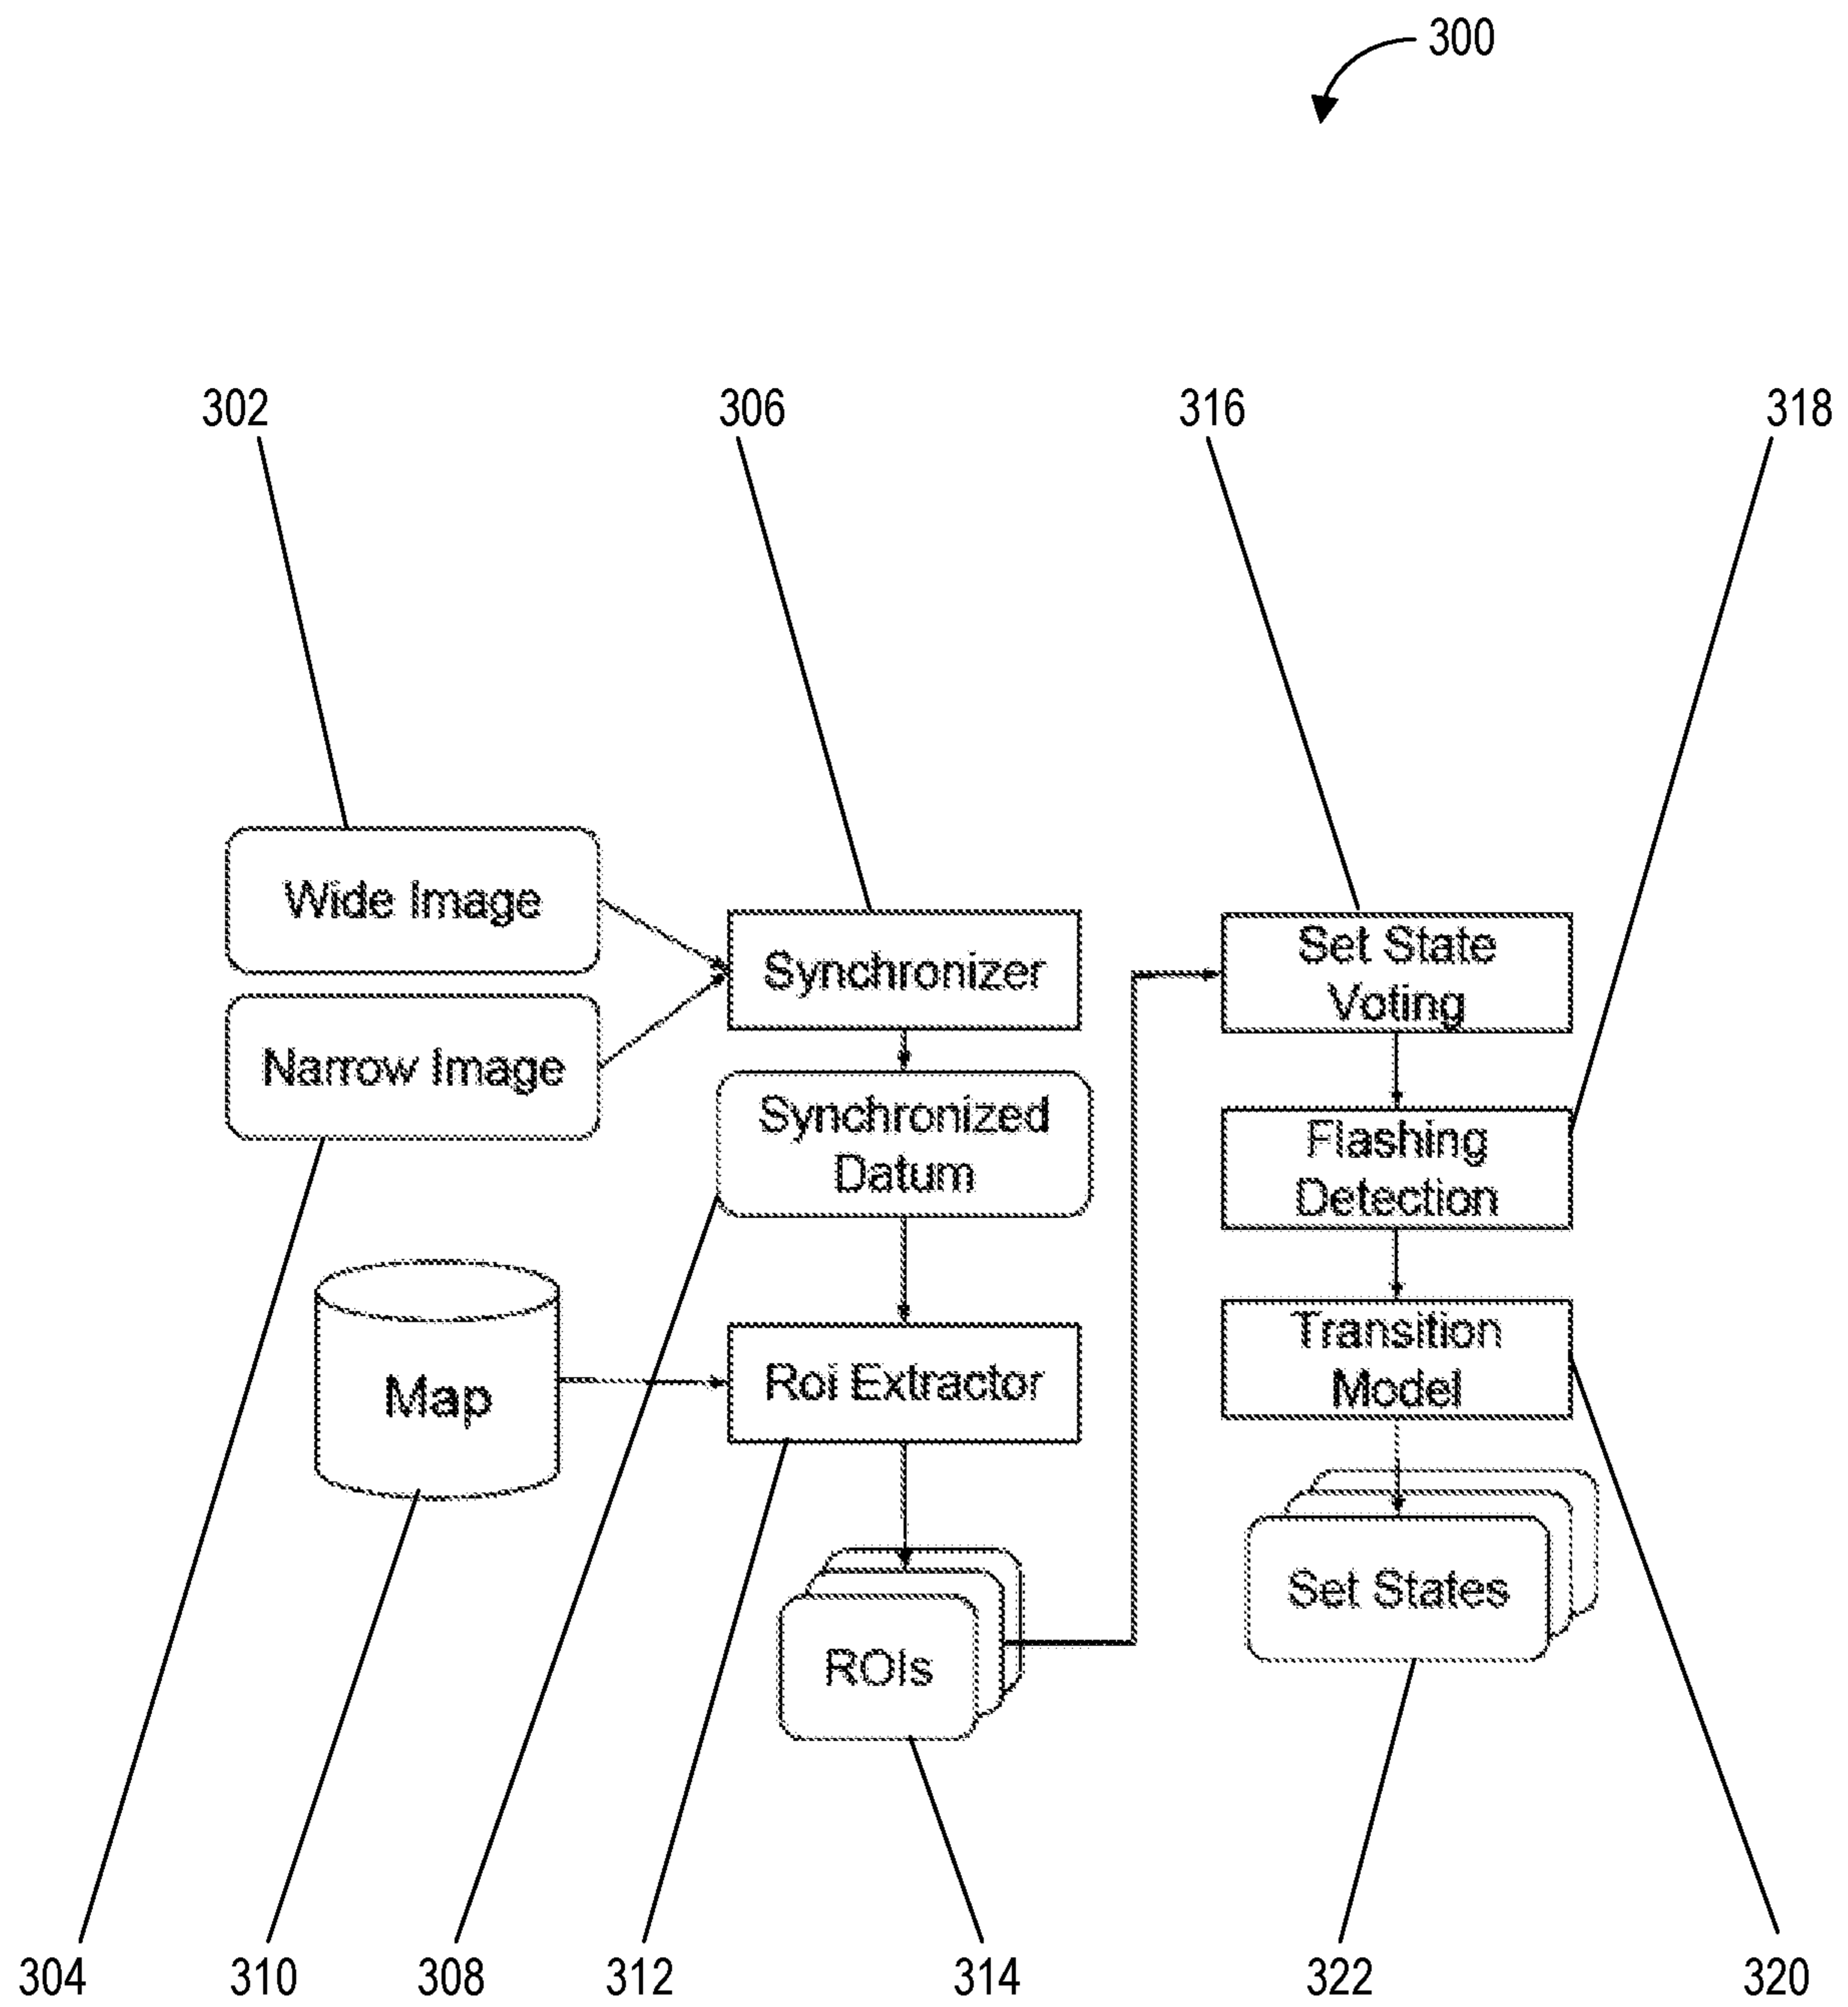 300
302
306
316
318
Wide Image
Narrow Image
Synchronizer
Synchronized
Datum
Map
Roi Extractor
ROIs
Set State
Voting
Flashing
Detection
Transition
Model
Set States
304
310
308
312
314
322
320